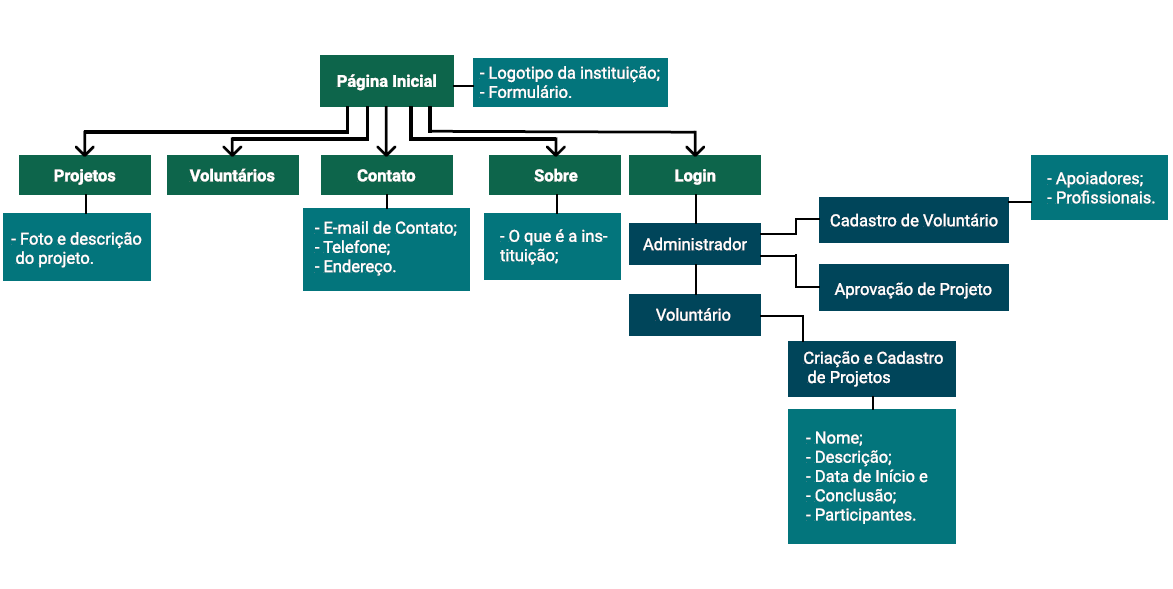 Página Inicial
- Logotipo da instituição;
- Formulário.
Projetos
Voluntários
Contato
Sobre
Login
- Foto e descrição
do projeto.
- E-mail de Contato;
- Telefone;
- Endereço.
- O que é a ins-
tituição;
Administrador
Cadastro de Voluntário
- Apoiadores;
- Profissionais.
Aprovação de Projeto
Voluntário
Criação e Cadastro
de Projetos
- Nome;
- Descrição;
- Data de Início e
- Conclusão;
- Participantes.